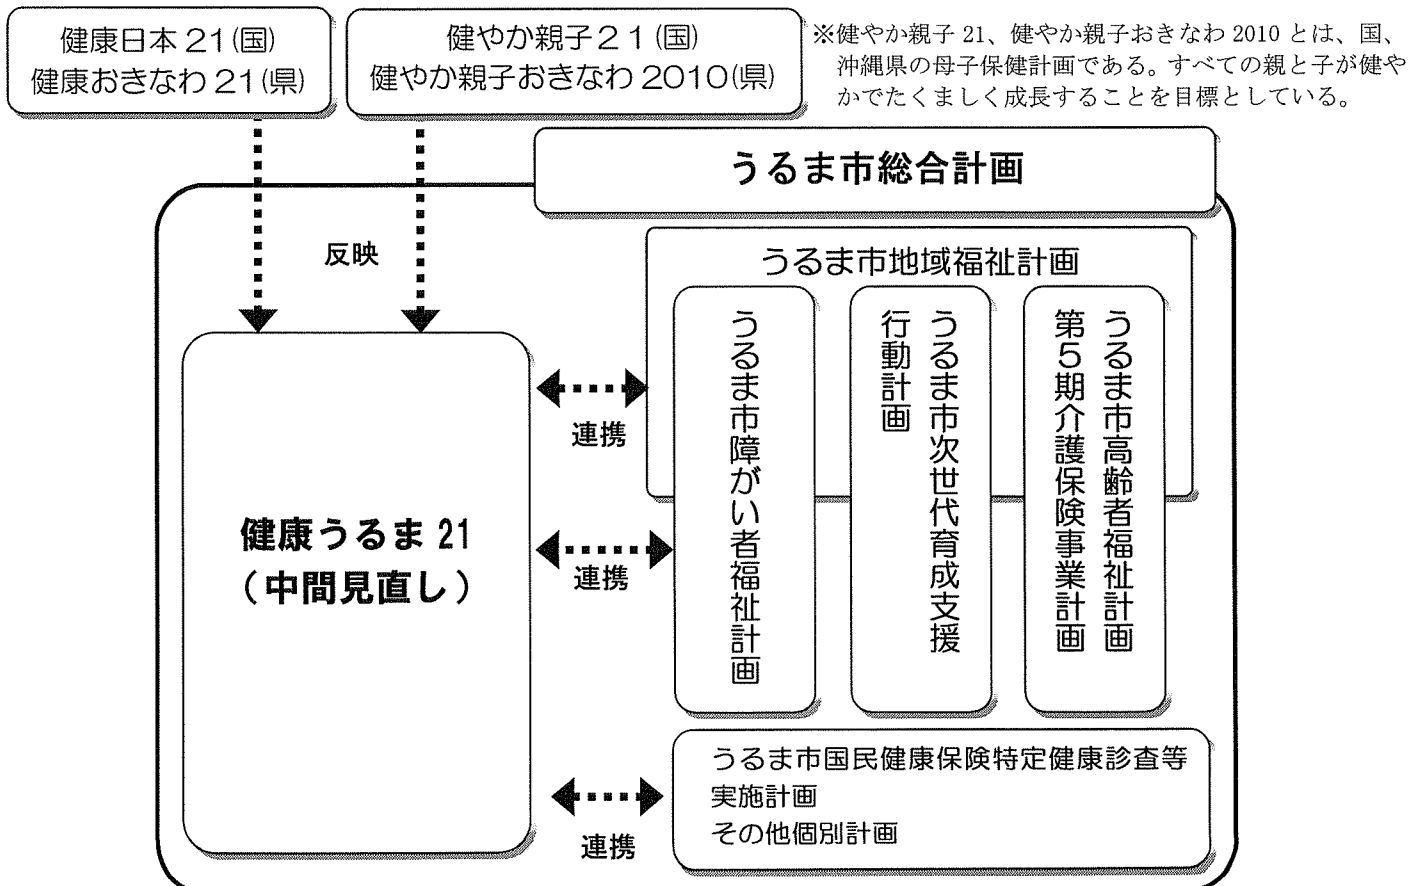 健康日本21(国)
健康おきなわ21(県)
健やか親子21(国)
健やか親子おきなわ2010(県)
※健やか親子21、健やか親子おきなわ2010とは、国、
沖縄県の母子保健計画である。すべての親と子が健や
かでたくましく成長することを目標としている。
うるま市総合計画
反映
うるま市地域福祉計画
健康うるま21
(中間見直し)
連携
連携
連携
うるま市障がい者福祉計画
うるま市次世代育成支援
行動計画
うるま市高齢者福祉計画
第5期介護保険事業計画
うるま市国民健康保険特定健康診査等
実施計画
その他個別計画